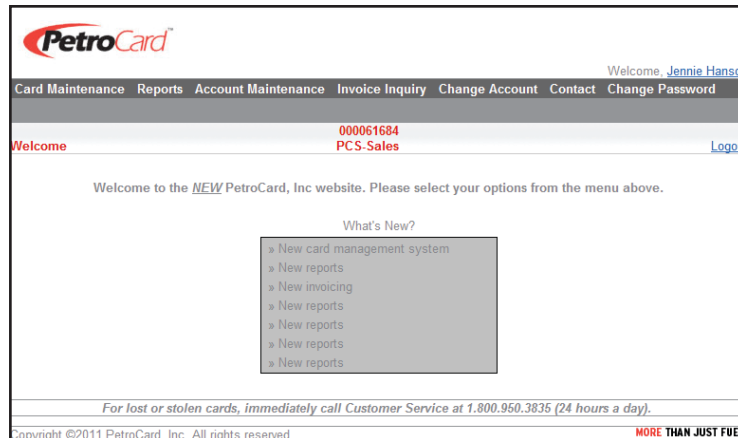 PetroCard™
Welcome, Jennie Hanso
Card Maintenance Reports Account Maintenance Invoice Inquiry Change Account Contact Change Password
000061684
Welcome PCS-Sales Logo
Welcome to the NEW PetroCard, Inc website. Please select your options from the menu above.
What's New?
» New card management system
» New reports
» New invoicing
» New reports
» New reports
» New reports
» New reports
For lost or stolen cards, immediately call Customer Service at 1.800.950.3835 (24 hours a day).
Copyright ©2011 PetroCard, Inc. All rights reserved MORE THAN JUST FUE